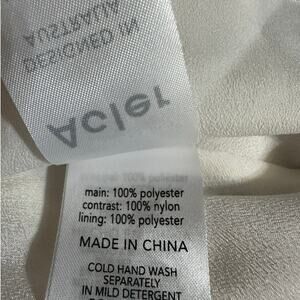 Acler
DESIGNED IN
AUSTRALIA
main: 100% polyester
contrast: 100% nylon
lining: 100% polyester
MADE IN CHINA
COLD HAND WASH
SEPARATELY
IN MILD DETERGENT